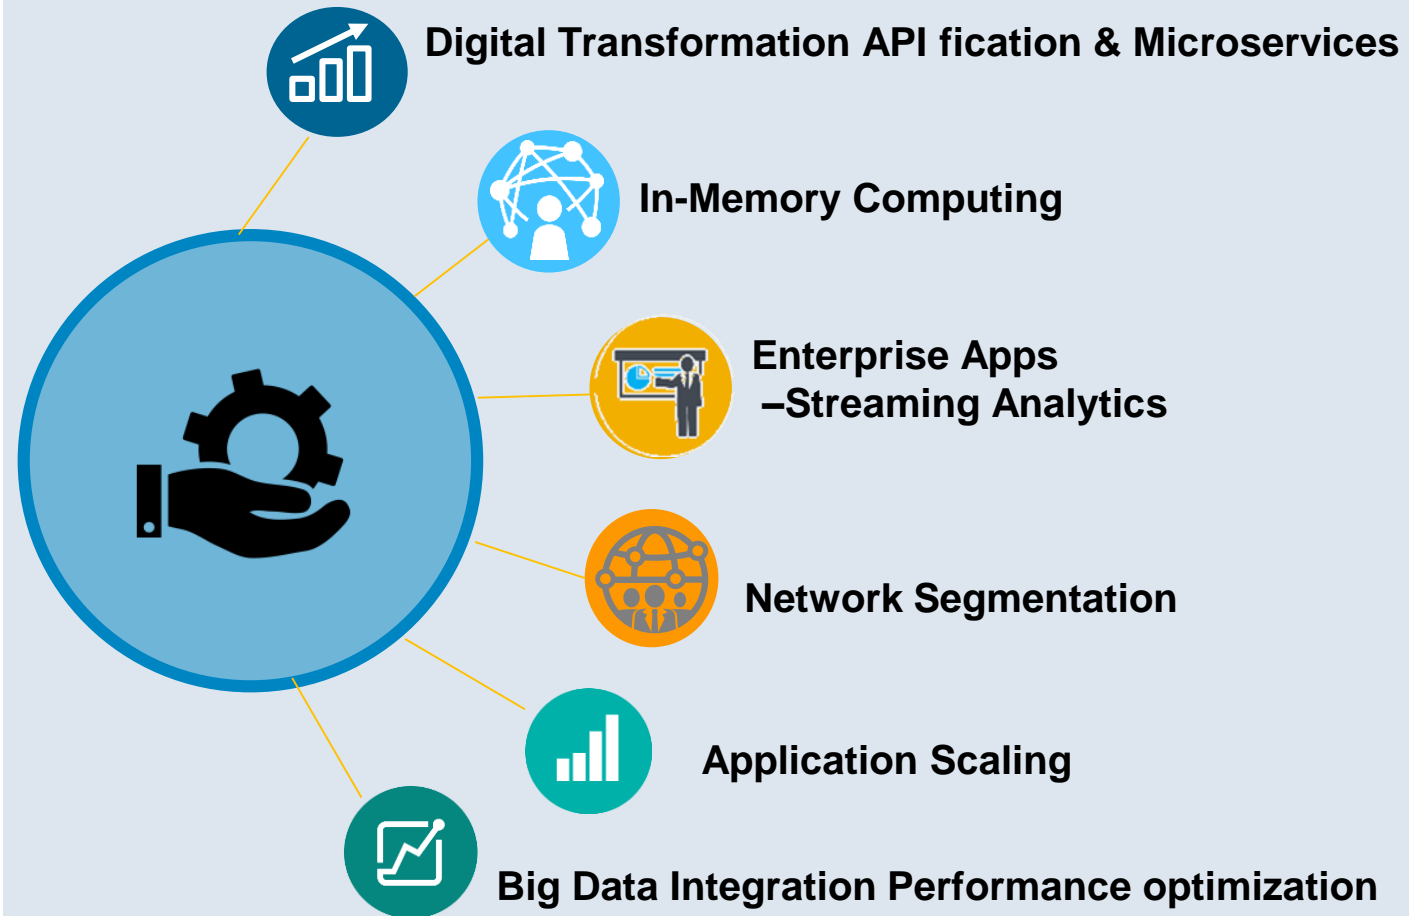 Digital Transformation API fication & Microservices
In-Memory Computing
Enterprise Apps
–Streaming Analytics
Network Segmentation
Application Scaling
Big Data Integration Performance optimization